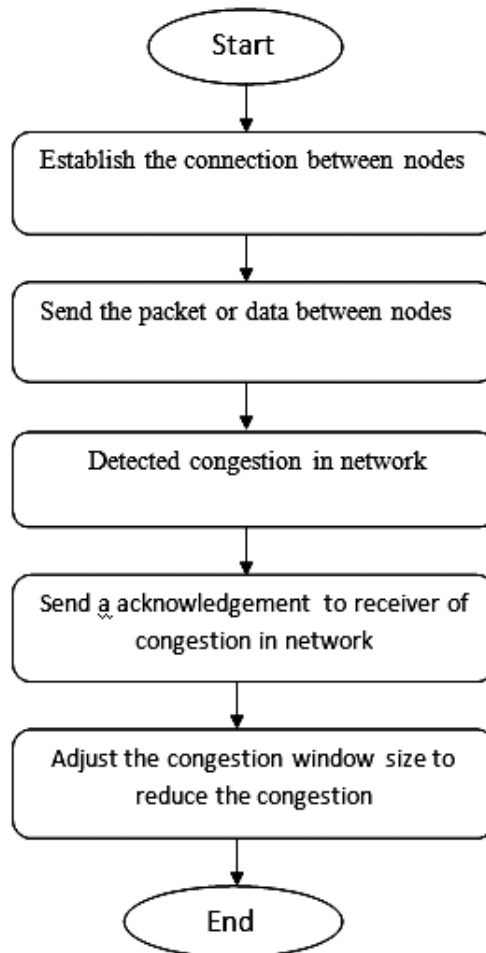 Start
Establish the connection between nodes
Send the packet or data between nodes
Detected congestion in network
Send a acknowledgement to receiver of
congestion in network
Adjust the congestion window size to
reduce the congestion
End